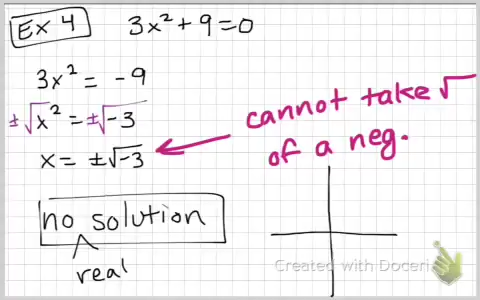 Ex 4 3x² + 9 = 0
3x² = -9
±√x² = ±√-3
x = ±√-3
cannot take √
of a neg.
no solution
real
Created with Doceri